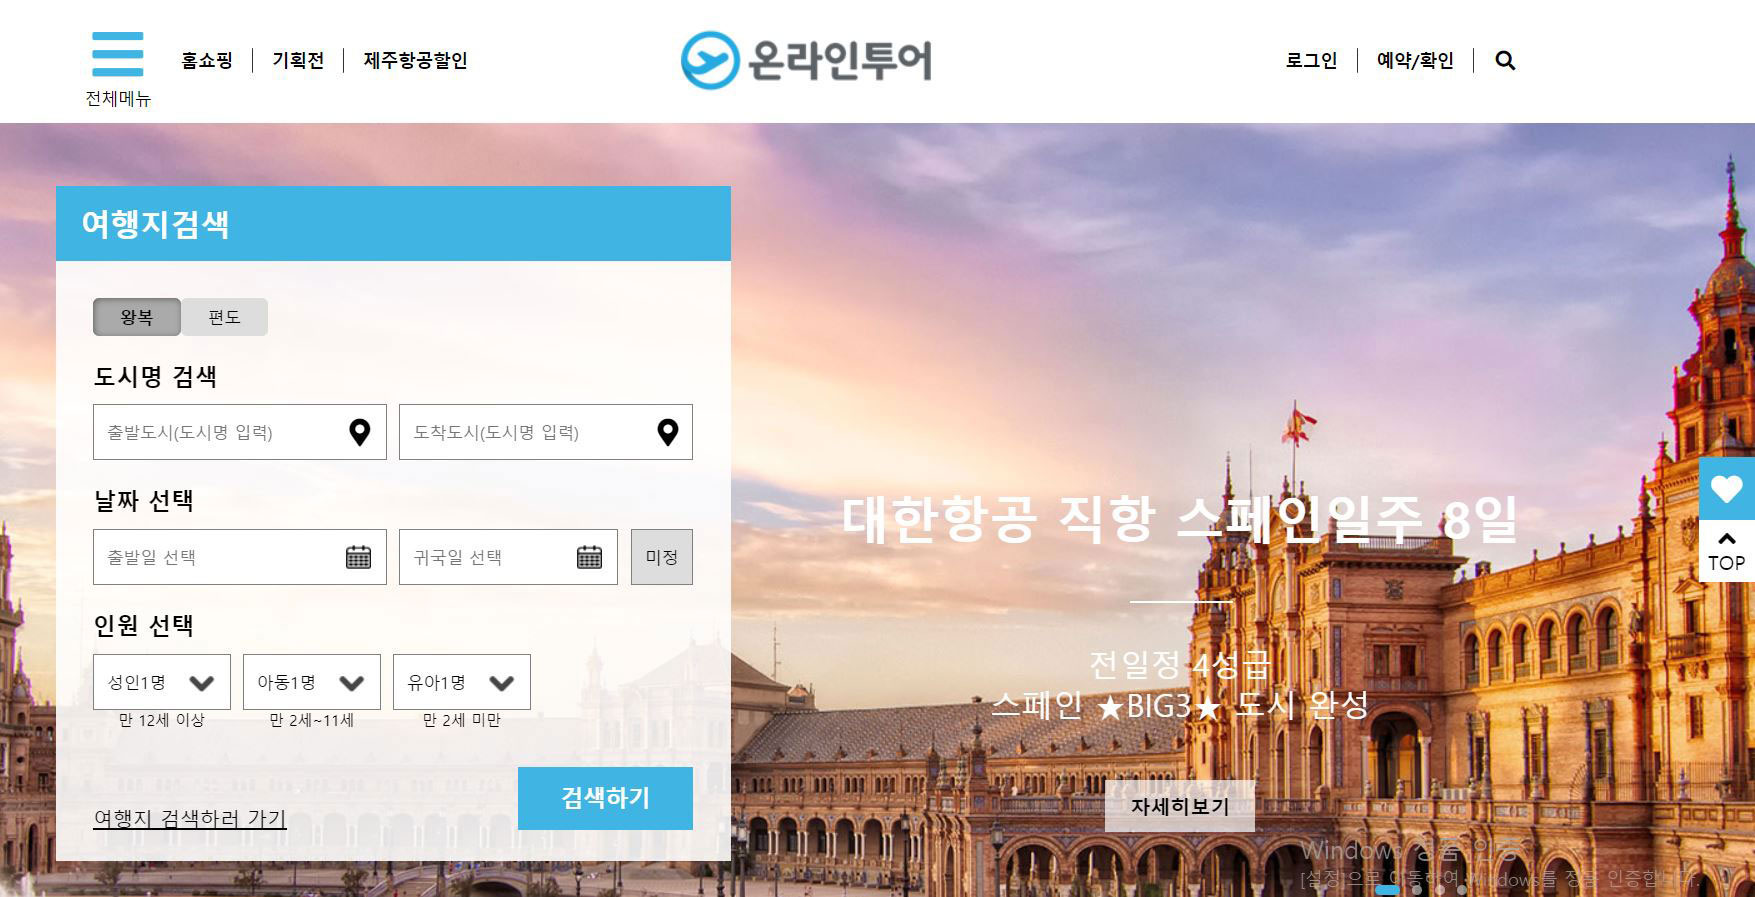 전체메뉴
홈쇼핑
기획전
제주항공할인
온라인투어
로그인
예약/확인
여행지검색
왕복
편도
도시명 검색
출발도시(도시명 입력)
도착도시(도시명 입력)
날짜 선택
출발일 선택
귀국일 선택
미정
인원 선택
성인1명
아동1명
유아1명
만 12세 이상
만 2세~11세
만 2세 미만
여행지 검색하러 가기
검색하기
대한항공 직항 스페인일주 8일
전일정 4성급
스페인 ★BIG3★ 도시 완성
자세히보기
TOP
Windows 정품 인증
[설정]으로 이동하여 Windows를 정품 인증합니다.